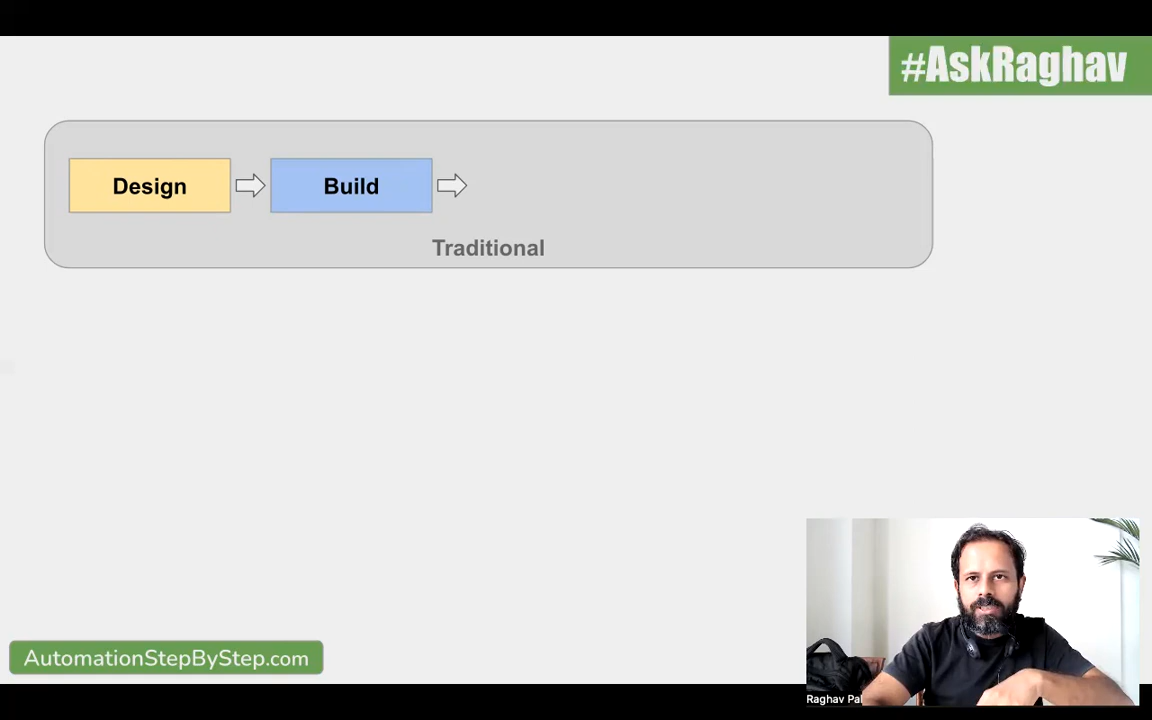 #AskRaghav
Design
Build
Traditional
AutomationStepByStep.com
Raghav Pal